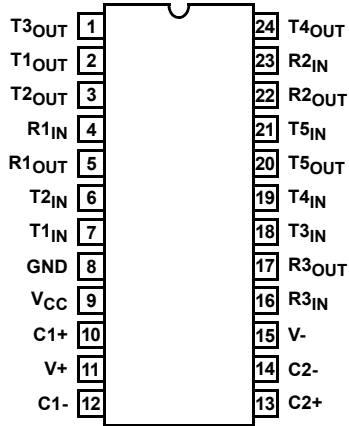 T3OUT 1 24 T4OUT
T1OUT 2 23 R2IN
T2OUT 3 22 R2OUT
R1IN 4 21 T5IN
R1OUT 5 20 T5OUT
T2IN 6 19 T4IN
T1IN 7 18 T3IN
GND 8 17 R3OUT
VCC 9 16 R3IN
C1+ 10 15 V-
V+ 11 14 C2-
C1- 12 13 C2+